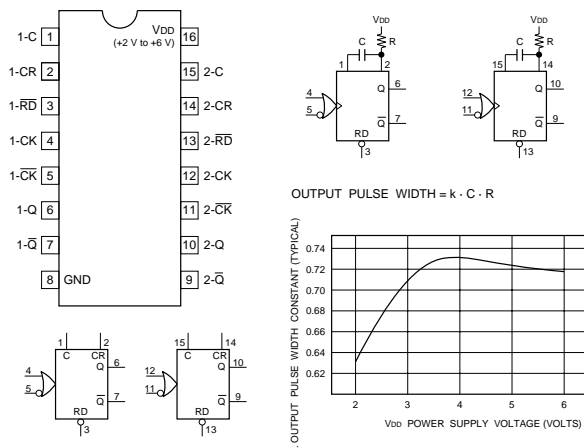 1-C 1 VDD 16
(+2 V to +6 V)
1-CR 2 15 2-C
1-RD 3 14 2-CR
1-CK 4 13 2-RD
1-CK 5 12 2-CK
1-Q 6 11 2-CK
1-Q 7 10 2-Q
8 GND 9 2-Q
VDD
C R
1 2
4 Q 6
5 Q 7
RD
3
VDD
C R
15 14
12 Q 10
11 Q 9
RD
13
OUTPUT PULSE WIDTH = k · C · R
OUTPUT PULSE WIDTH CONSTANT (TYPICAL)
0.74
0.72
0.70
0.68
0.66
0.64
0.62
2 3 4 5 6
VDD POWER SUPPLY VOLTAGE (VOLTS)
1 2
C CR
4 Q 6
5 Q 7
RD
3
15 14
C CR
12 Q 10
11 Q 9
RD
13